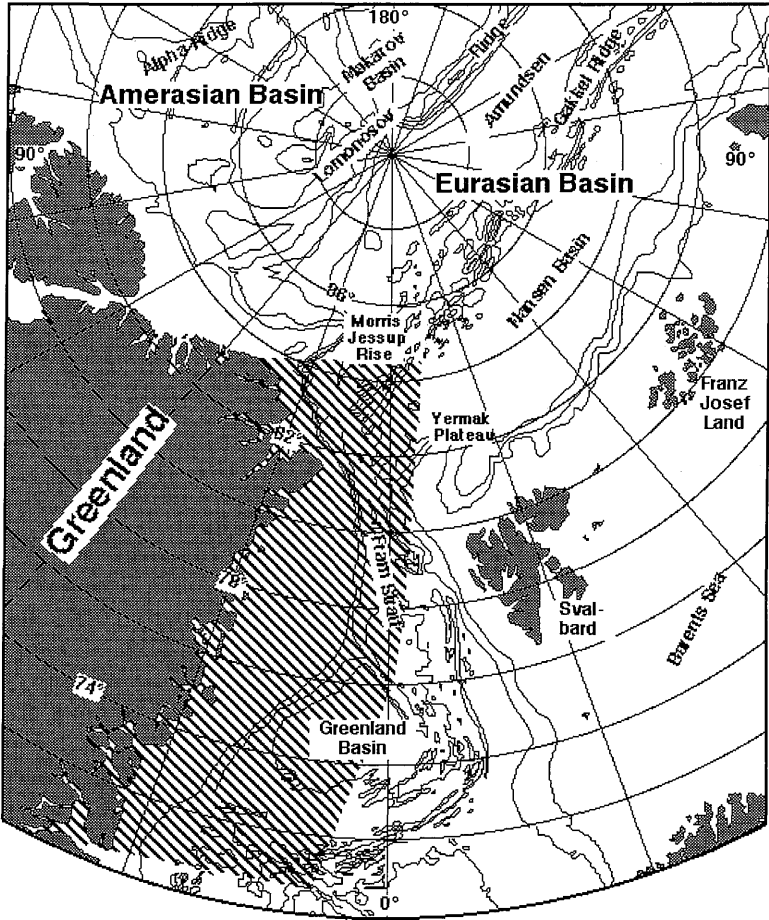 180°
Alpha Ridge
Makarov
Basin
Ridge
Amundsen
Gakkel Ridge
Amerasian Basin
Lomonosov
90°
90°
Eurasian Basin
Nansen Basin
86°
Morris
Jessup
Rise
Franz
Josef
Land
Yermak
Plateau
82°
Greenland
Fram Strait
78°
Sval-
bard
Barents Sea
74°
Greenland
Basin
0°